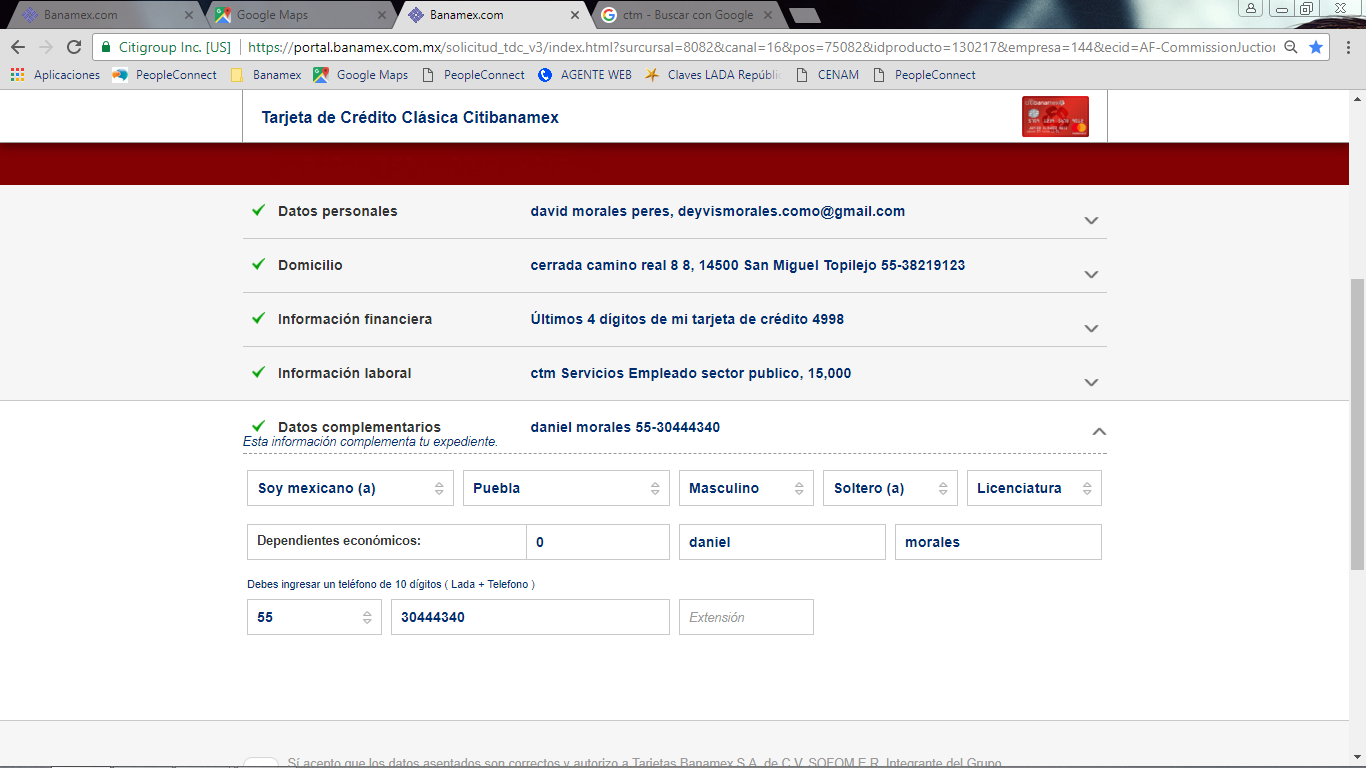 Banamex.com
Google Maps
Banamex.com
ctm - Buscar con Google
Citigroup Inc. [US]
https://portal.banamex.com.mx/solicitud_tdc_v3/index.html?surcursal=8082&canal=16&pos=75082&idproducto=130217&empresa=144&ecid=AF-CommissionJuction
Aplicaciones PeopleConnect Banamex Google Maps PeopleConnect AGENTE WEB Claves LADA Repúblic CENAM PeopleConnect
Tarjeta de Crédito Clásica Citibanamex
citibanamex
Datos personales david morales peres, deyvismorales.como@gmail.com
Domicilio cerrada camino real 8 8, 14500 San Miguel Topilejo 55-38219123
Información financiera Últimos 4 dígitos de mi tarjeta de crédito 4998
Información laboral ctm Servicios Empleado sector publico, 15,000
Datos complementarios daniel morales 55-30444340
Esta información complementa tu expediente.
Soy mexicano (a) Puebla Masculino Soltero (a) Licenciatura
Dependientes económicos: 0 daniel morales
Debes ingresar un teléfono de 10 dígitos ( Lada + Telefono )
55 30444340 Extensión
Sí acepto que los datos asentados son correctos y autorizo a Tarjetas Banamex S.A. de C.V. SOFOM E.R. Integrante del Grupo